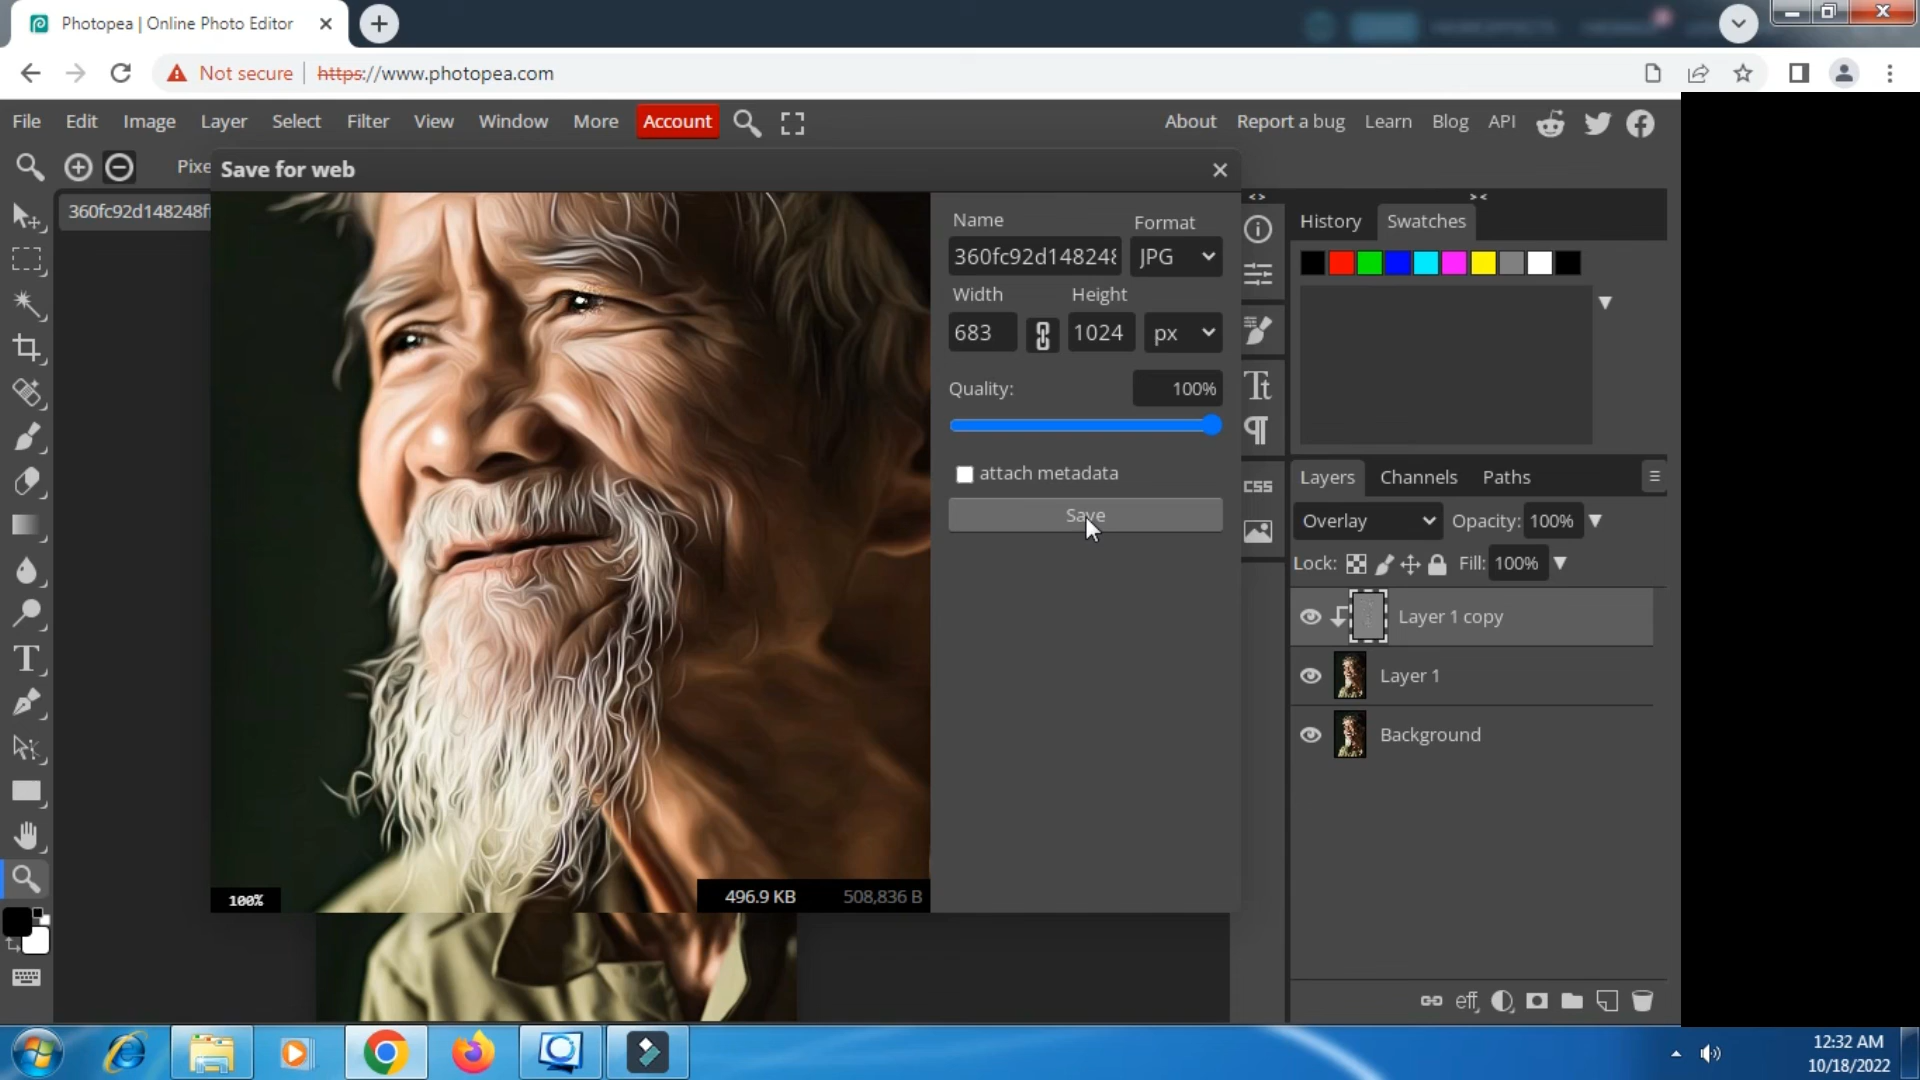 Photopea | Online Photo Editor
Not secure
https://www.photopea.com
File Edit Image Layer Select Filter View Window More Account
About Report a bug Learn Blog API
Pixe
Save for web
360fc92d148248f
Name
Format
360fc92d148248
JPG
Width
Height
683
1024
px
Quality:
100%
attach metadata
Save
100%
496.9 KB
508,836 B
CSS
History
Swatches
Layers Channels Paths
Overlay
Opacity: 100%
Lock:
Fill: 100%
Layer 1 copy
Layer 1
Background
eff
12:32 AM
10/18/2022